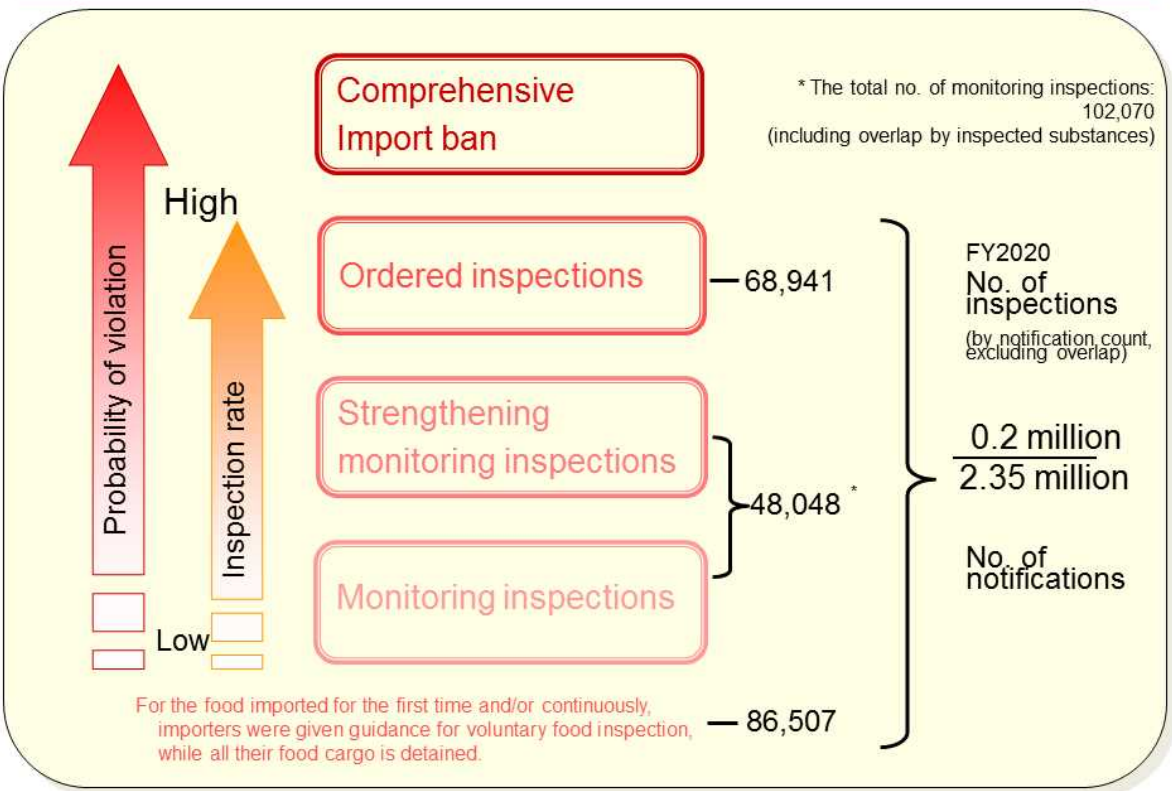 Comprehensive
Import ban
* The total no. of monitoring inspections:
102,070
(including overlap by inspected substances)
High
Probability of violation
Inspection rate
Low
Ordered inspections
68,941
Strengthening
monitoring inspections
48,048 *
Monitoring inspections
For the food imported for the first time and/or continuously,
importers were given guidance for voluntary food inspection,
while all their food cargo is detained.
86,507
FY2020
No. of
inspections
(by notification count,
excluding overlap)
0.2 million
2.35 million
No. of
notifications